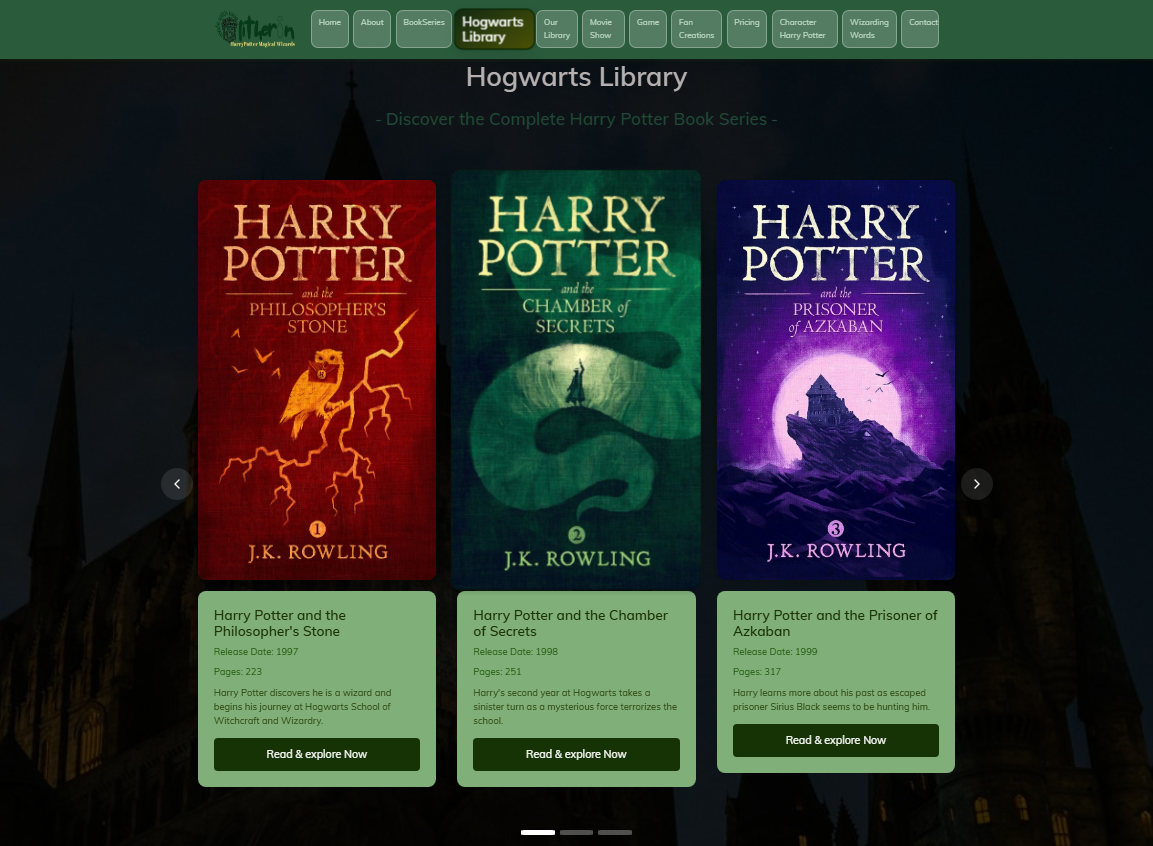 HarryPotter Magical Wizards
Home
About
BookSeries
Hogwarts
Library
Our
Library
Movie
Show
Game
Fan
Creations
Pricing
Character
Harry Potter
Wizarding
Words
Contact
Hogwarts Library
- Discover the Complete Harry Potter Book Series -
HARRY
POTTER
and the
PHILOSOPHER'S
STONE
1
J.K. ROWLING
HARRY
POTTER
and the
CHAMBER of
SECRETS
2
J.K. ROWLING
HARRY
POTTER
and the
PRISONER
of AZKABAN
3
J.K. ROWLING
Harry Potter and the
Philosopher's Stone
Release Date: 1997
Pages: 223
Harry Potter discovers he is a wizard and
begins his journey at Hogwarts School of
Witchcraft and Wizardry.
Read & explore Now
Harry Potter and the Chamber
of Secrets
Release Date: 1998
Pages: 251
Harry's second year at Hogwarts takes a
sinister turn as a mysterious force terrorizes the
school.
Read & explore Now
Harry Potter and the Prisoner of
Azkaban
Release Date: 1999
Pages: 317
Harry learns more about his past as escaped
prisoner Sirius Black seems to be hunting him.
Read & explore Now